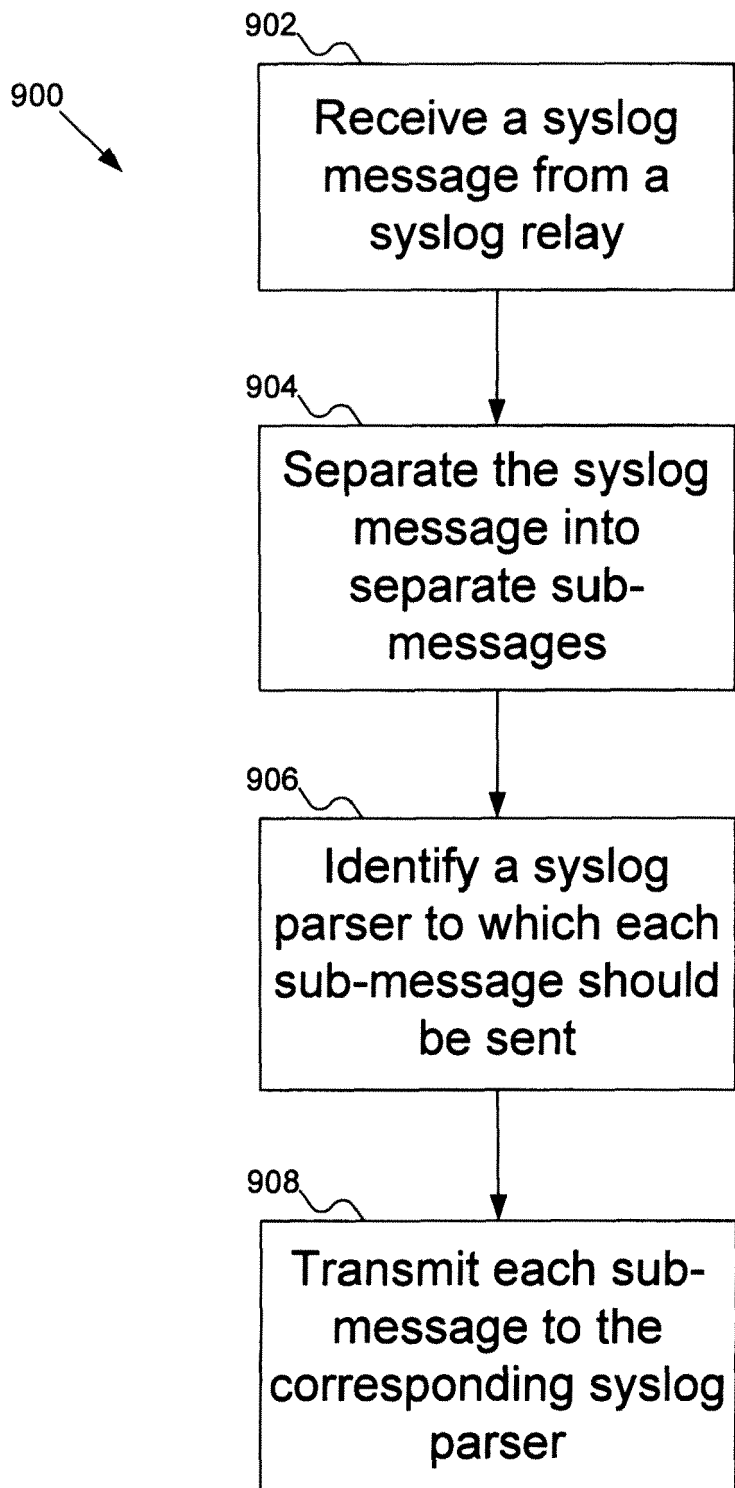 902
900
Receive a syslog
message from a
syslog relay
904
Separate the syslog
message into
separate sub-
messages
906
Identify a syslog
parser to which each
sub-message should
be sent
908
Transmit each sub-
message to the
corresponding syslog
parser